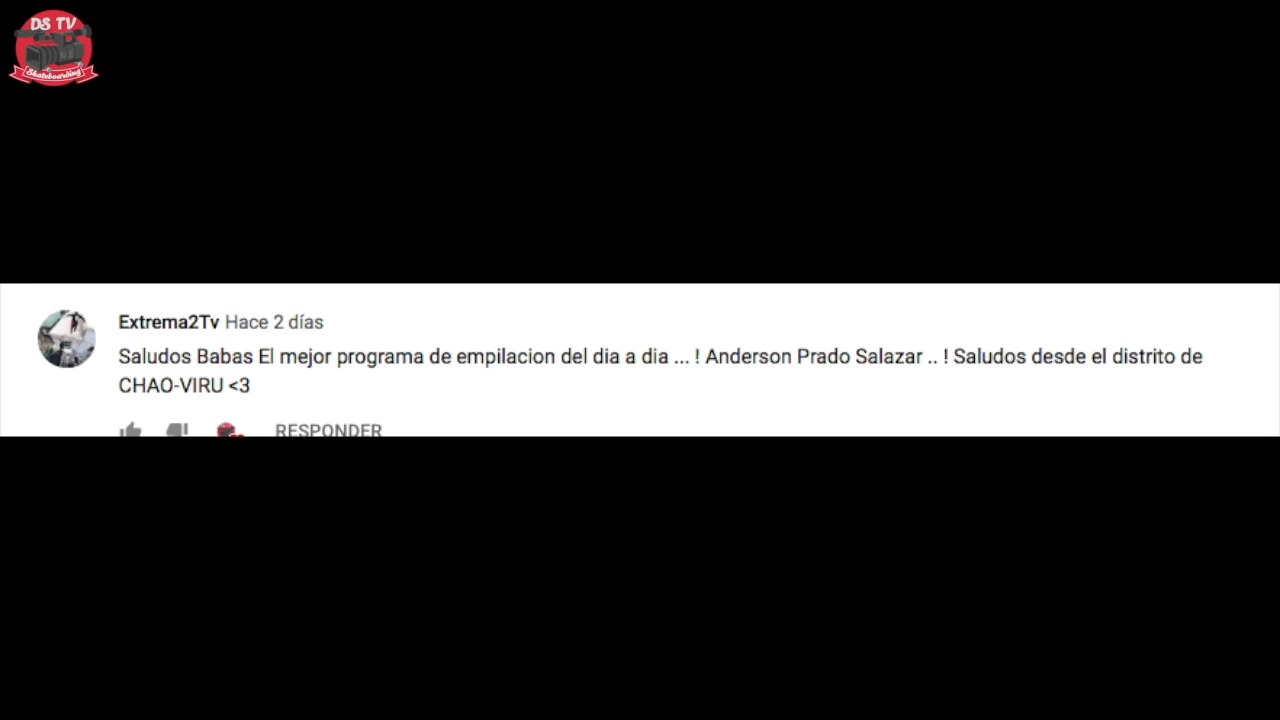 DS TV
Skateboarding
Extrema2Tv Hace 2 días
Saludos Babas El mejor programa de empilacion del dia a dia ... ! Anderson Prado Salazar .. ! Saludos desde el distrito de
CHAO-VIRU <3
RESPONDER